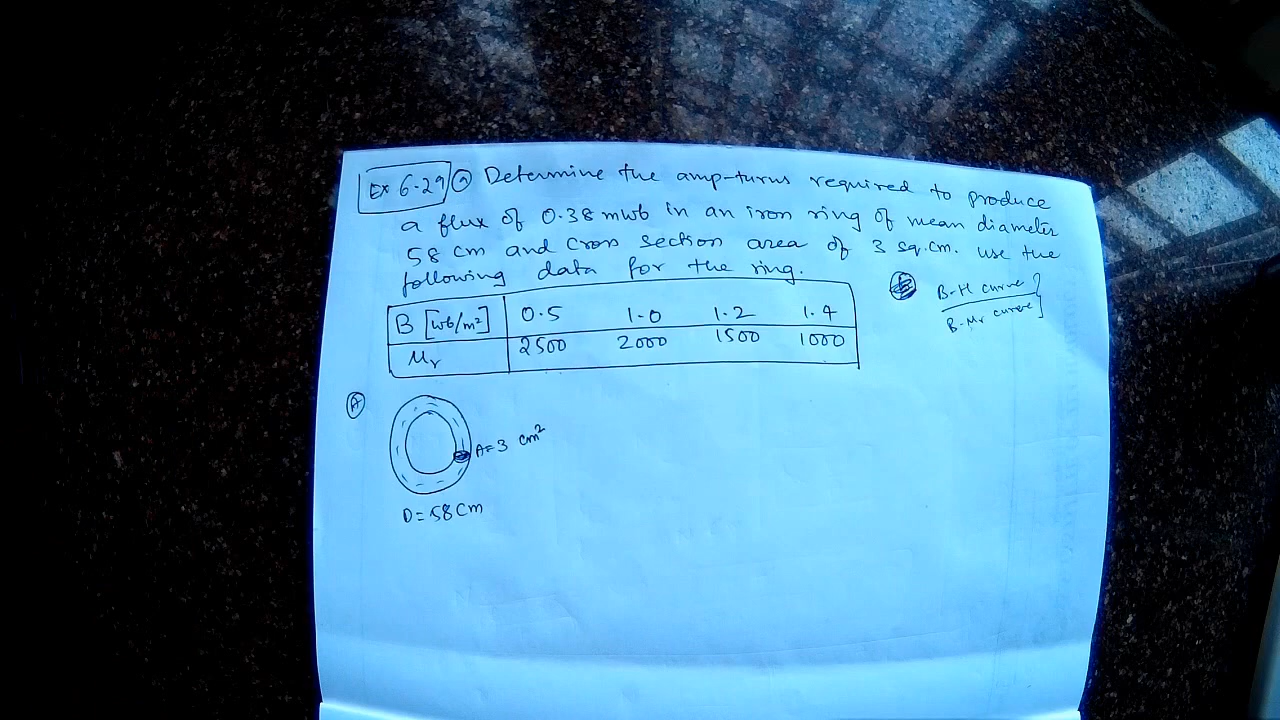 Ex 6.29 Q Determine the amp-turns required to produce
a flux of 0.38 mwb in an iron ring of mean diameter
58 cm and cross section area of 3 sq.cm. use the
following data for the ring.
B [wb/m²] 0.5 1.0 1.2 1.4
μr 2500 2000 1500 1000
B-H curve
B-μr curve
A
A=3 cm²
D=58cm